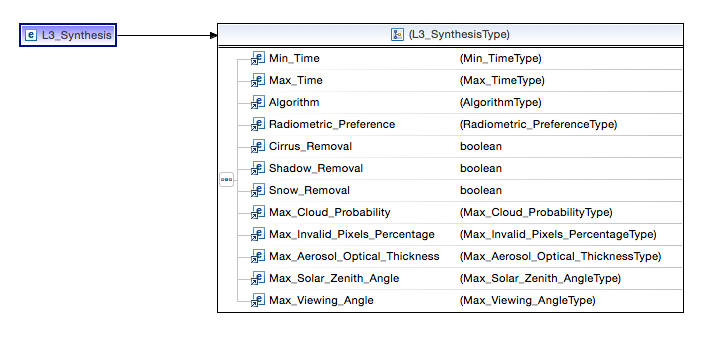 L3_Synthesis
(L3_SynthesisType)
Min_Time (Min_TimeType)
Max_Time (Max_TimeType)
Algorithm (AlgorithmType)
Radiometric_Preference (Radiometric_PreferenceType)
Cirrus_Removal boolean
Shadow_Removal boolean
Snow_Removal boolean
Max_Cloud_Probability (Max_Cloud_ProbabilityType)
Max_Invalid_Pixels_Percentage (Max_Invalid_Pixels_PercentageType)
Max_Aerosol_Optical_Thickness (Max_Aerosol_Optical_ThicknessType)
Max_Solar_Zenith_Angle (Max_Solar_Zenith_AngleType)
Max_Viewing_Angle (Max_Viewing_AngleType)